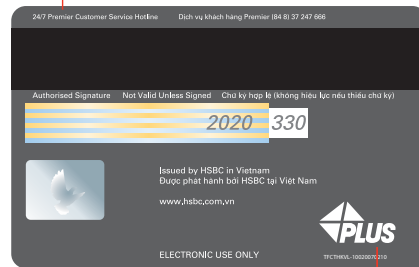 24/7 Premier Customer Service Hotline Dịch vụ khách hàng Premier (84 8) 37 247 666
Authorised Signature Not Valid Unless Signed Chữ ký hợp lệ (không hiệu lực nếu thiếu chữ ký)
2020 330
Issued by HSBC in Vietnam
Được phát hành bởi HSBC tại Việt Nam
www.hsbc.com.vn
PLUS
ELECTRONIC USE ONLY TFCTHKVL-10020070210